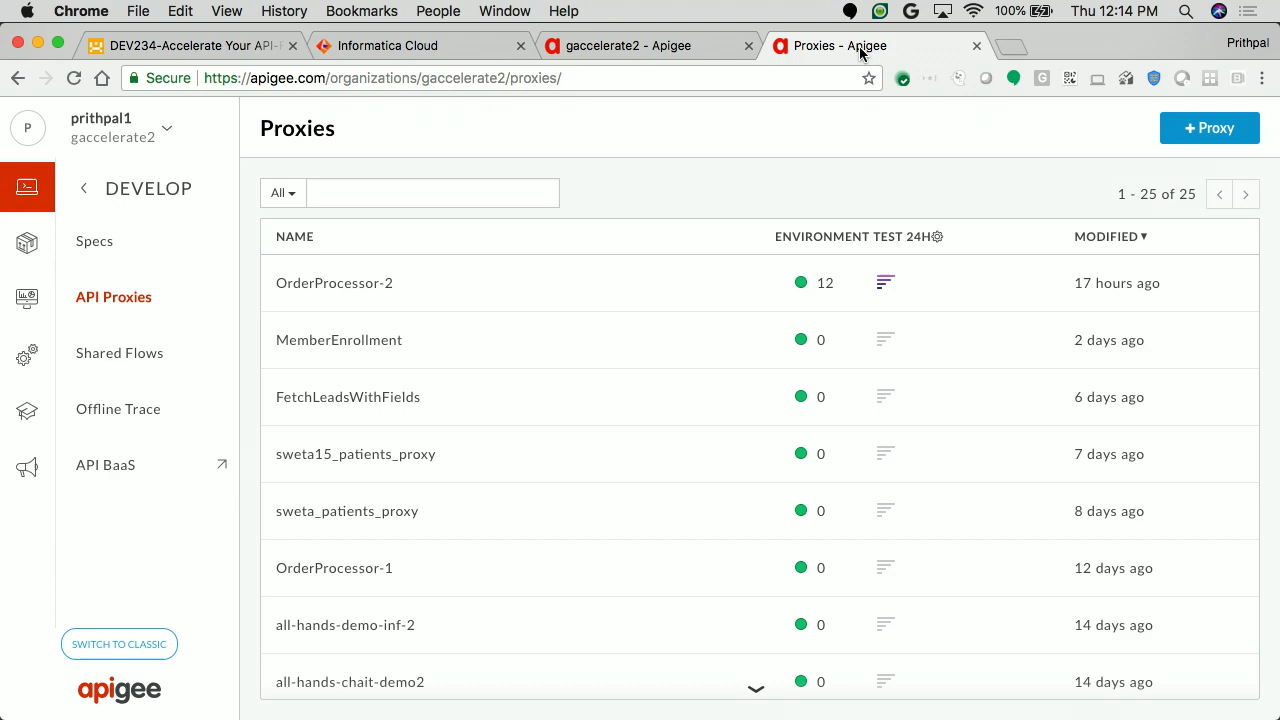 Chrome File Edit View History Bookmarks People Window Help 100% Thu 12:14 PM
DEV234-Accelerate Your API-F Informatica Cloud gaccelerate2 - Apigee Proxies - Apigee Prithpal
Secure https://apigee.com/organizations/gaccelerate2/proxies/
P prithpal1
gaccelerate2
Proxies
+ Proxy
DEVELOP
Specs
API Proxies
Shared Flows
Offline Trace
API BaaS
SWITCH TO CLASSIC
apigee
All 1 - 25 of 25
NAME ENVIRONMENT TEST 24H MODIFIED
OrderProcessor-2 12 17 hours ago
MemberEnrollment 0 2 days ago
FetchLeadsWithFields 0 6 days ago
sweta15_patients_proxy 0 7 days ago
sweta_patient_proxy 0 8 days ago
OrderProcessor-1 0 12 days ago
all-hands-demo-inf-2 0 14 days ago
all-hands-chait-demo2 0 14 days ago